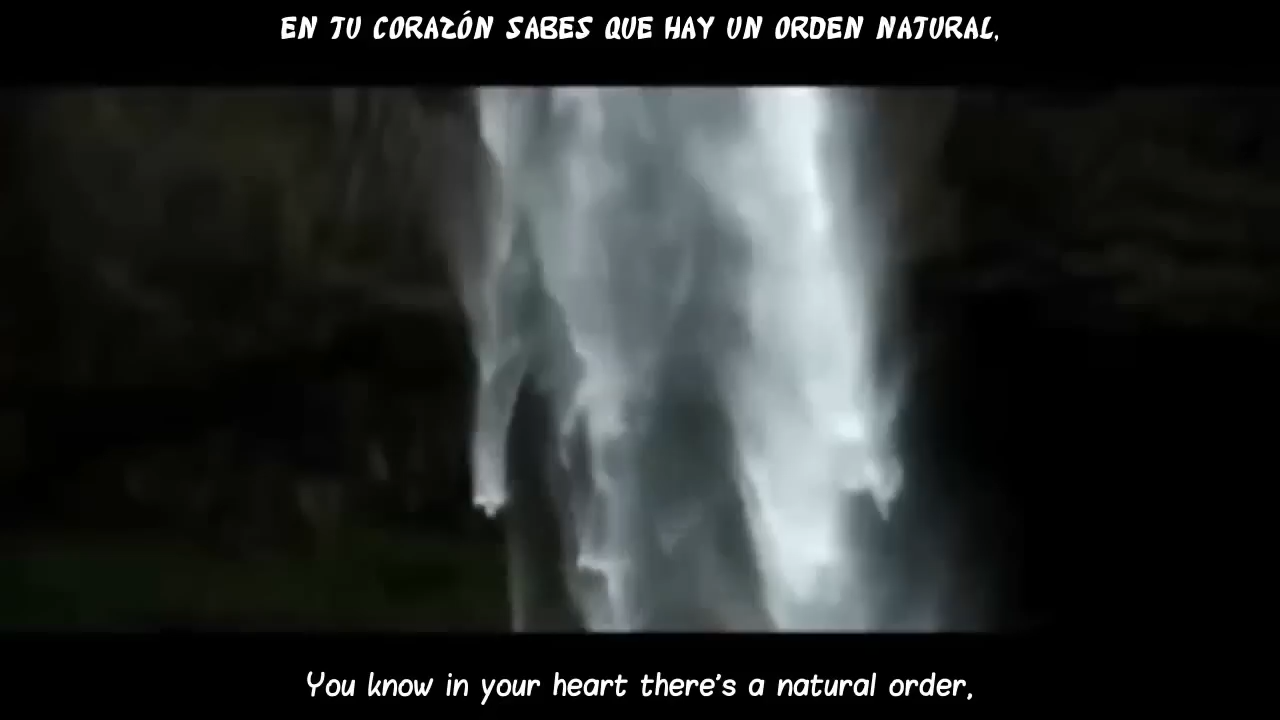 EN TU CORAZÓN SABES QUE HAY UN ORDEN NATURAL,
You know in your heart there's a natural order,